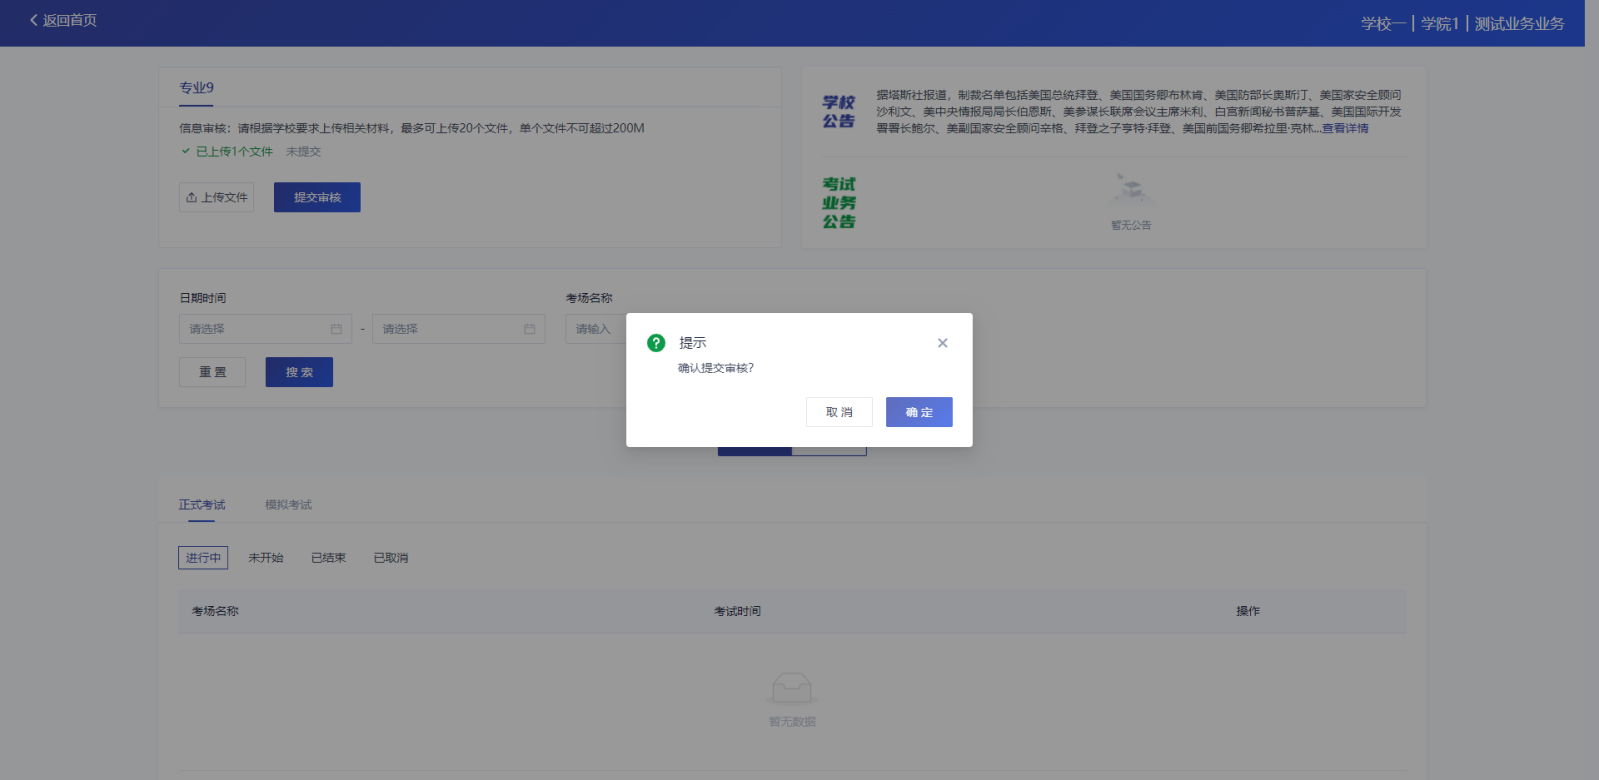 返回首页
学校一 | 学院1 | 测试业务业务
专业9
信息审核：请根据学校要求上传相关材料，最多可上传20个文件，单个文件不可超过200M
已上传1个文件 未提交
上传文件 提交审核
学校
公告
据塔斯社报道，制裁名单包括美国总统拜登、美国国务卿布林肯、美国防部长奥斯汀、美国家安全顾问
沙利文、美中央情报局局长伯恩斯、美参谋长联席会议主席米利、白宫新闻秘书普萨基、美国国际开发
署署长鲍尔、美副国家安全顾问辛格、拜登之子亨特·拜登、美国前国务卿希拉里·克林...查看详情
考试
业务
公告
暂无公告
日期时间
请选择 - 请选择
考场名称
请输入
重 置 搜 索
提示
确认提交审核？
取 消 确 定
正式考试 模拟考试
进行中 未开始 已结束 已取消
考场名称 考试时间 操作
暂无数据